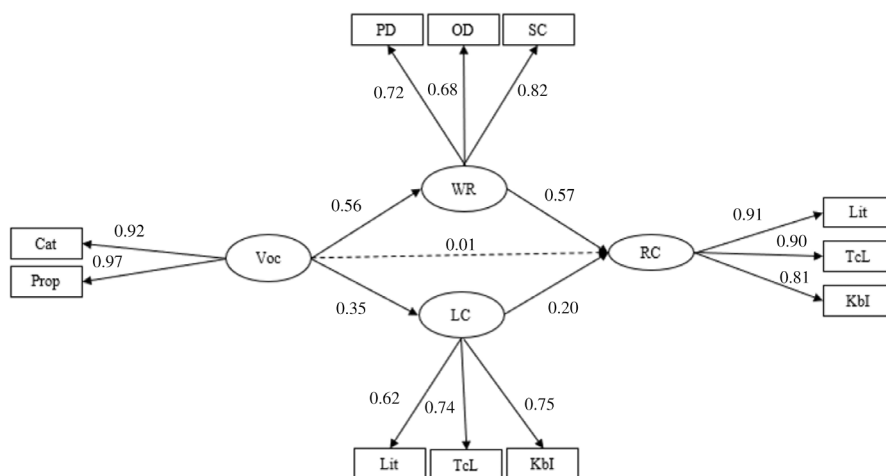 PD OD SC
0.72 0.68 0.82
WR
0.56 0.57
Cat 0.92 Voc 0.01 RC 0.91 Lit
Prop 0.97 0.90 TcL
0.81 KbI
0.35 LC 0.20
0.62 0.74 0.75
Lit TcL KbI